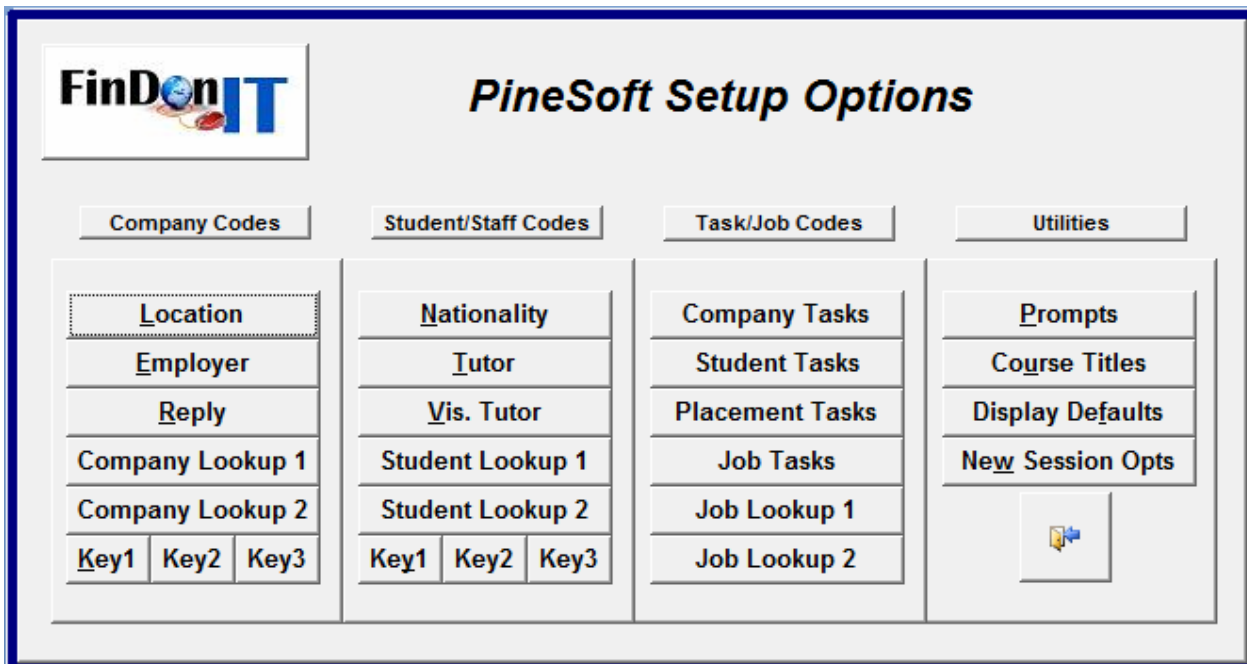 FinDonIT
PineSoft Setup Options
Company Codes
Location
Employer
Reply
Company Lookup 1
Company Lookup 2
Key1 Key2 Key3
Student/Staff Codes
Nationality
Tutor
Vis. Tutor
Student Lookup 1
Student Lookup 2
Key1 Key2 Key3
Task/Job Codes
Company Tasks
Student Tasks
Placement Tasks
Job Tasks
Job Lookup 1
Job Lookup 2
Utilities
Prompts
Course Titles
Display Defaults
New Session Opts